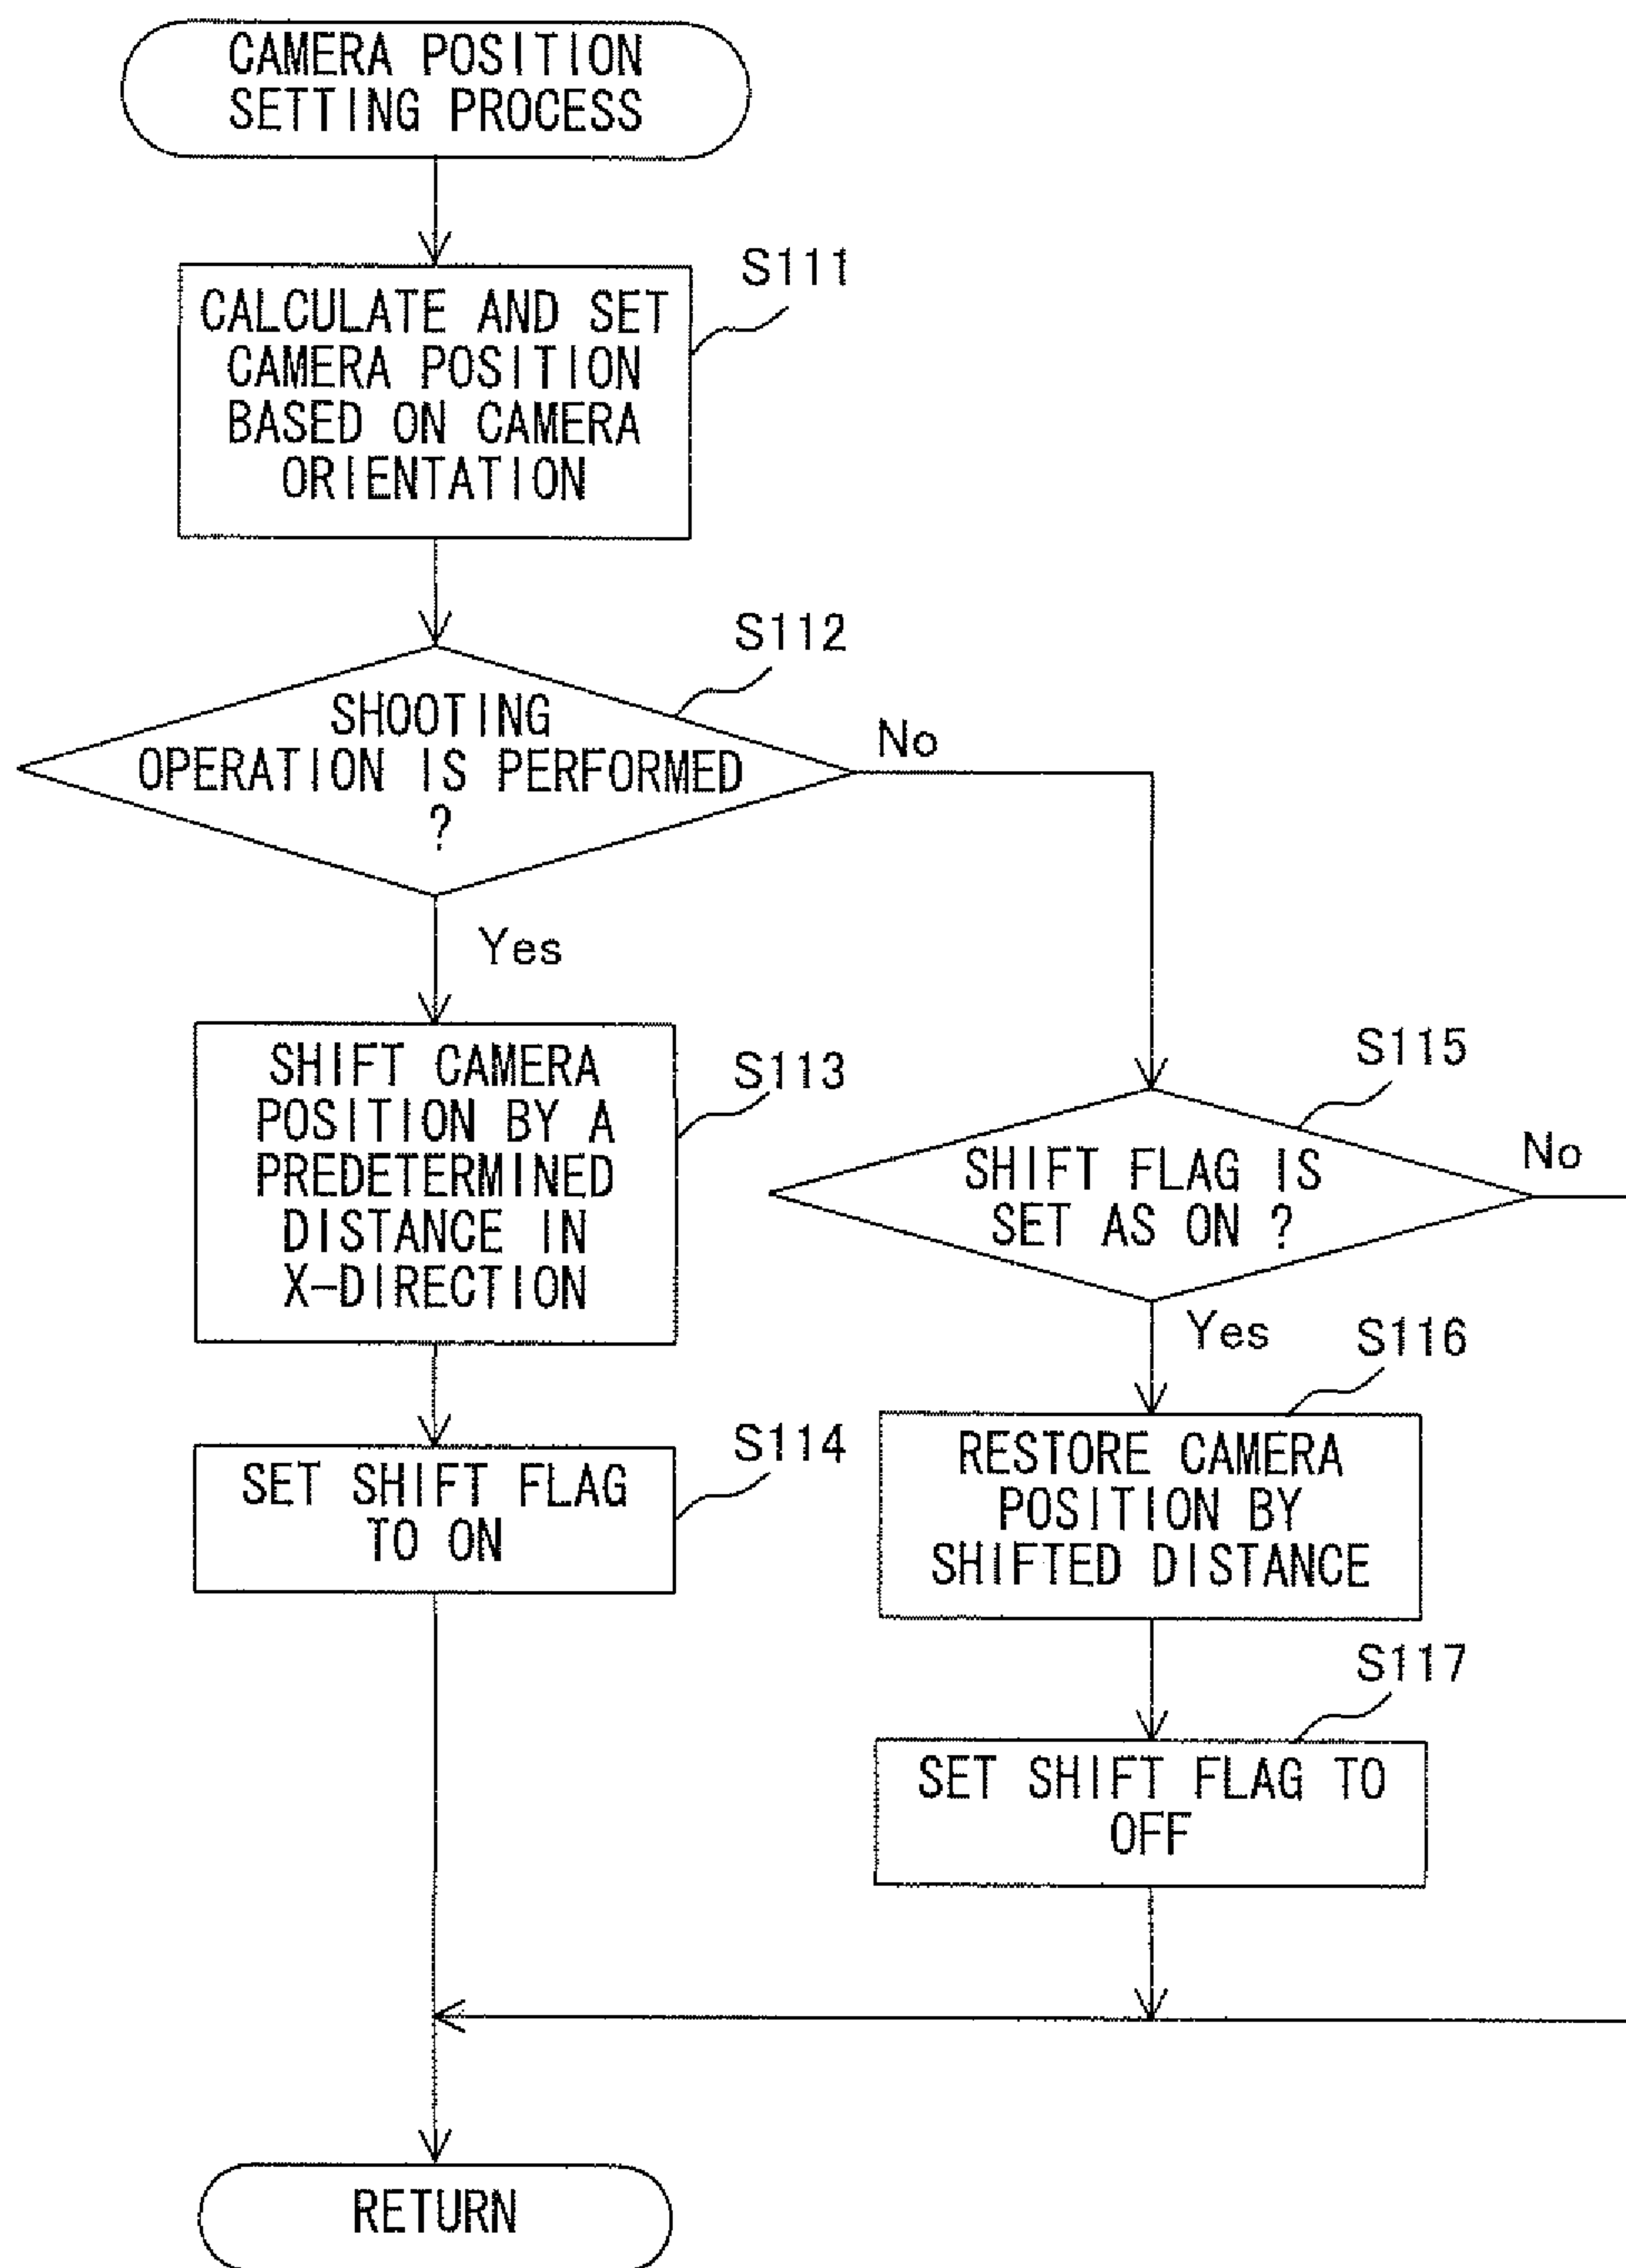 CAMERA POSITION
SETTING PROCESS
S111
CALCULATE AND SET
CAMERA POSITION
BASED ON CAMERA
ORIENTATION
S112
SHOOTING
OPERATION IS PERFORMED
?
No
Yes
S113
SHIFT CAMERA
POSITION BY A
PREDETERMINED
DISTANCE IN
X-DIRECTION
S114
SET SHIFT FLAG
TO ON
S115
SHIFT FLAG IS
SET AS ON ?
No
Yes
S116
RESTORE CAMERA
POSITION BY
SHIFTED DISTANCE
S117
SET SHIFT FLAG TO
OFF
RETURN